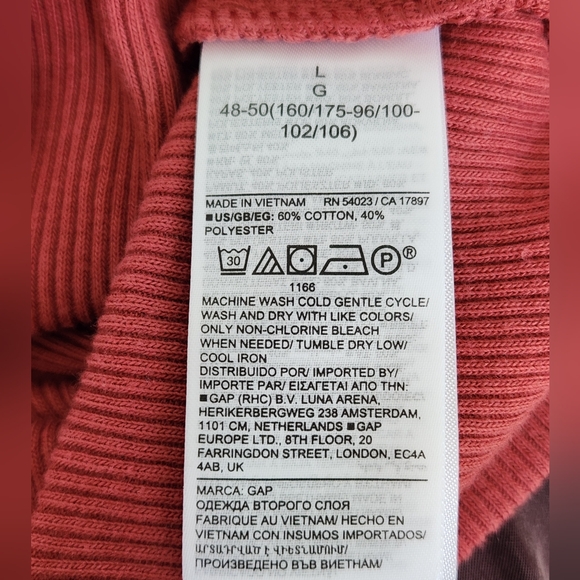 L
G
48-50(160/175-96/100-
102/106)
MADE IN VIETNAM RN 54023 / CA 17897
■US/GB/EG: 60% COTTON, 40%
POLYESTER
30 P ®
1166
MACHINE WASH COLD GENTLE CYCLE/
WASH AND DRY WITH LIKE COLORS/
ONLY NON-CHLORINE BLEACH
WHEN NEEDED/ TUMBLE DRY LOW/
COOL IRON
DISTRIBUIDO POR/ IMPORTED BY/
IMPORTE PAR/ ΕΙΣΑΓΕΤΑΙ ΑΠΟ ΤΗΝ:
■GAP (RHC) B.V. LUNA ARENA,
HERIKERBERGWEG 238 AMSTERDAM,
1101 CM, NETHERLANDS ■GAP
EUROPE LTD., 8TH FLOOR, 20
FARRINGDON STREET, LONDON, EC4A
4AB, UK
MARCA: GAP
ОДЕЖДА ВТОРОГО СЛОЯ
FABRIQUE AU VIETNAM/ HECHO EN
VIETNAM CON INSUMOS IMPORTADOS/
ԱՐՏԱԴՐՎԱԾ Է ՎԻԵՏՆԱՄՈՒՄ/
ПРОИЗВЕДЕНО ВЪВ ВИЕТНАМ/